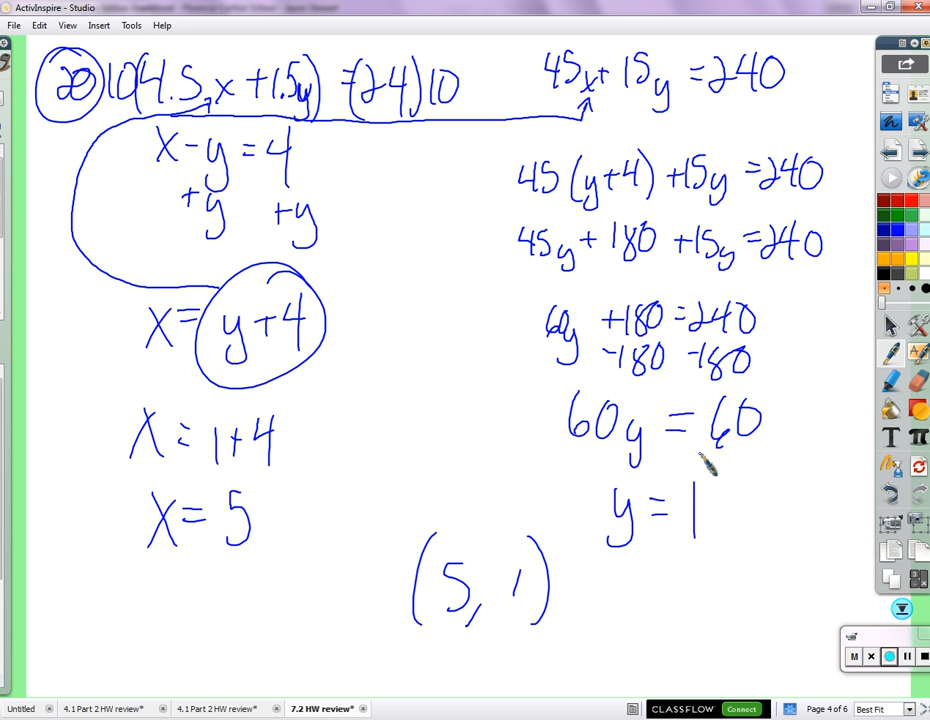 ActivInspire - Studio
File Edit View Insert Tools Help
20 10(4.5x + 1.5y) = (24)10
x - y = 4
+y +y
x = y + 4
x = 1 + 4
x = 5
45x + 15y = 240
45(y+4) + 15y = 240
45y + 180 + 15y = 240
60y + 180 = 240
-180 -180
60y = 60
y = 1
(5, 1)
Untitled 4.1 Part 2 HW review* 4.1 Part 2 HW review* 7.2 HW review* CLASSFLOW Connect Page 4 of 6 Best Fit